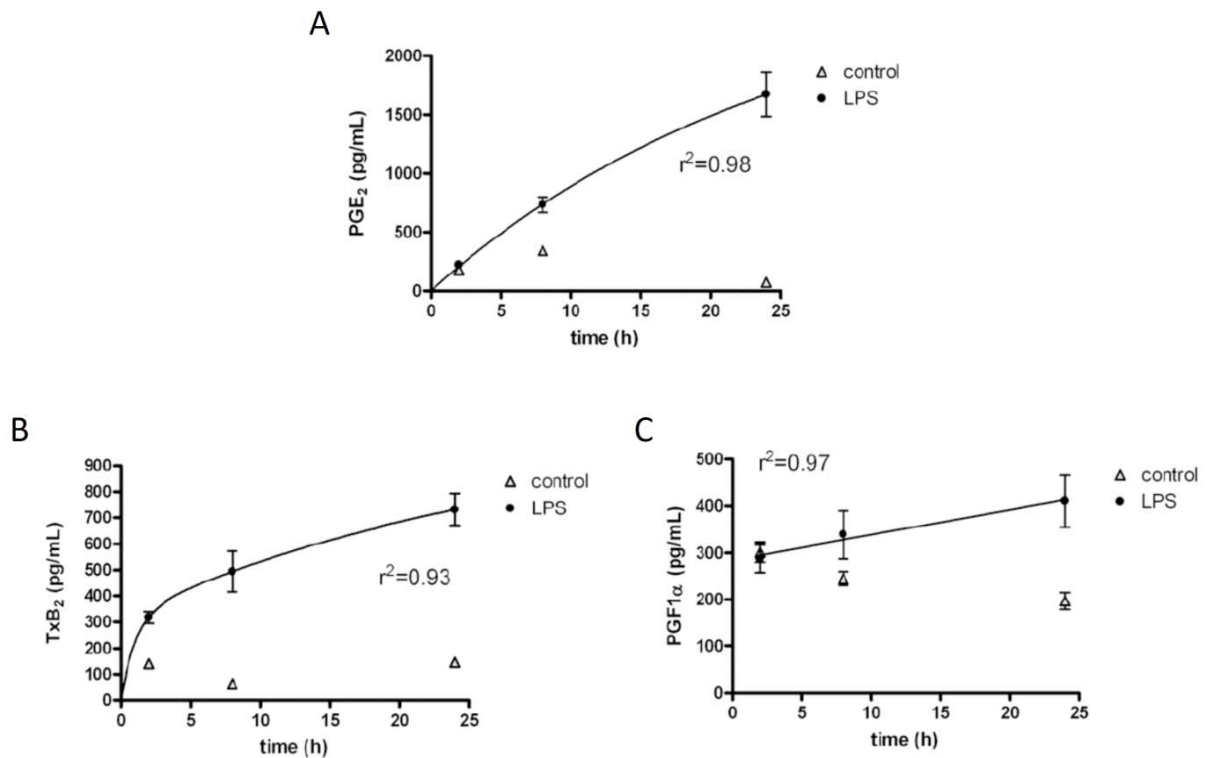 A
2000
1500
1000
500
0
PGE₂ (pg/mL)
control
LPS
r²=0.98
0 5 10 15 20 25
time (h)
B
900
800
700
600
500
400
300
200
100
0
TxB₂ (pg/mL)
control
LPS
r²=0.93
0 5 10 15 20 25
time (h)
C
500
400
300
200
100
0
PGF1α (pg/mL)
r²=0.97
control
LPS
0 5 10 15 20 25
time (h)